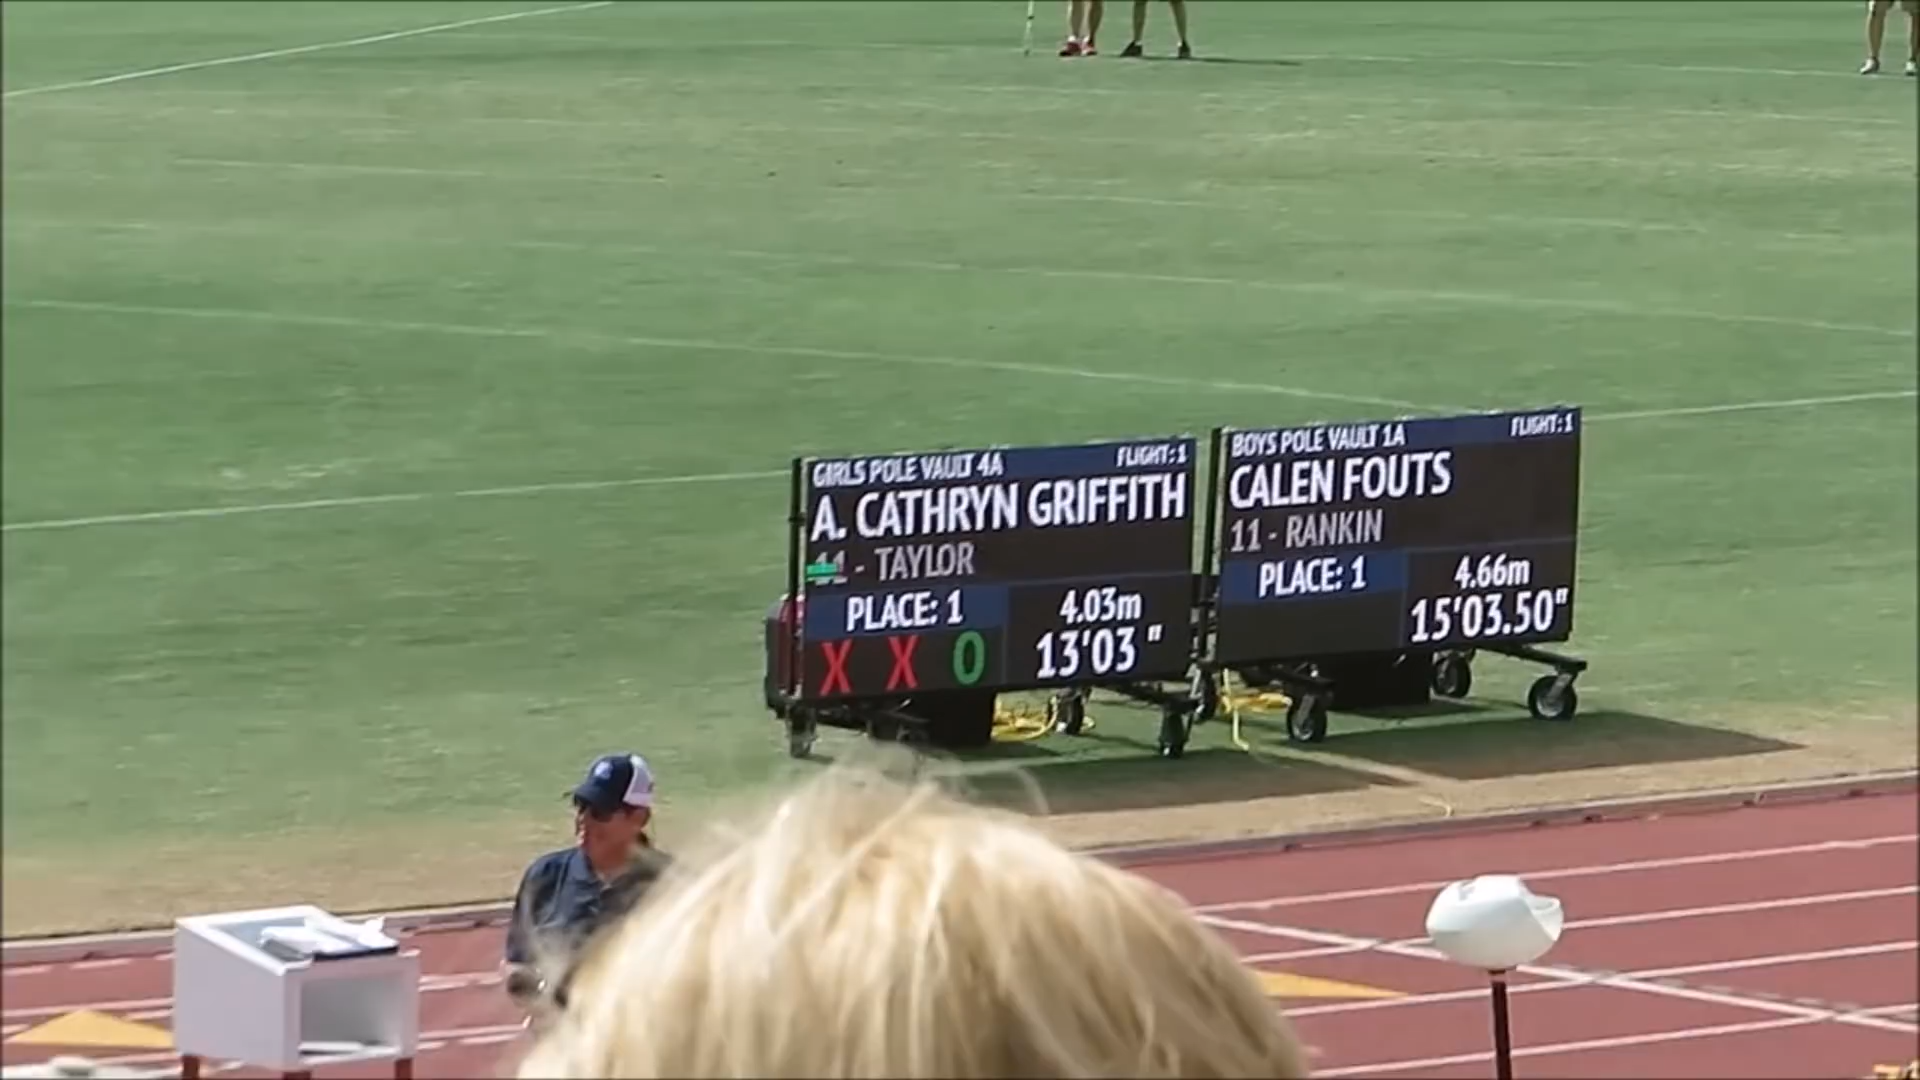 GIRLS POLE VAULT 4A FLIGHT: 1
A. CATHRYN GRIFFITH
11 - TAYLOR
PLACE: 1 4.03m
X X O 13'03 "
BOYS POLE VAULT 1A FLIGHT: 1
CALEN FOUTS
11 - RANKIN
PLACE: 1 4.66m
15'03.50"